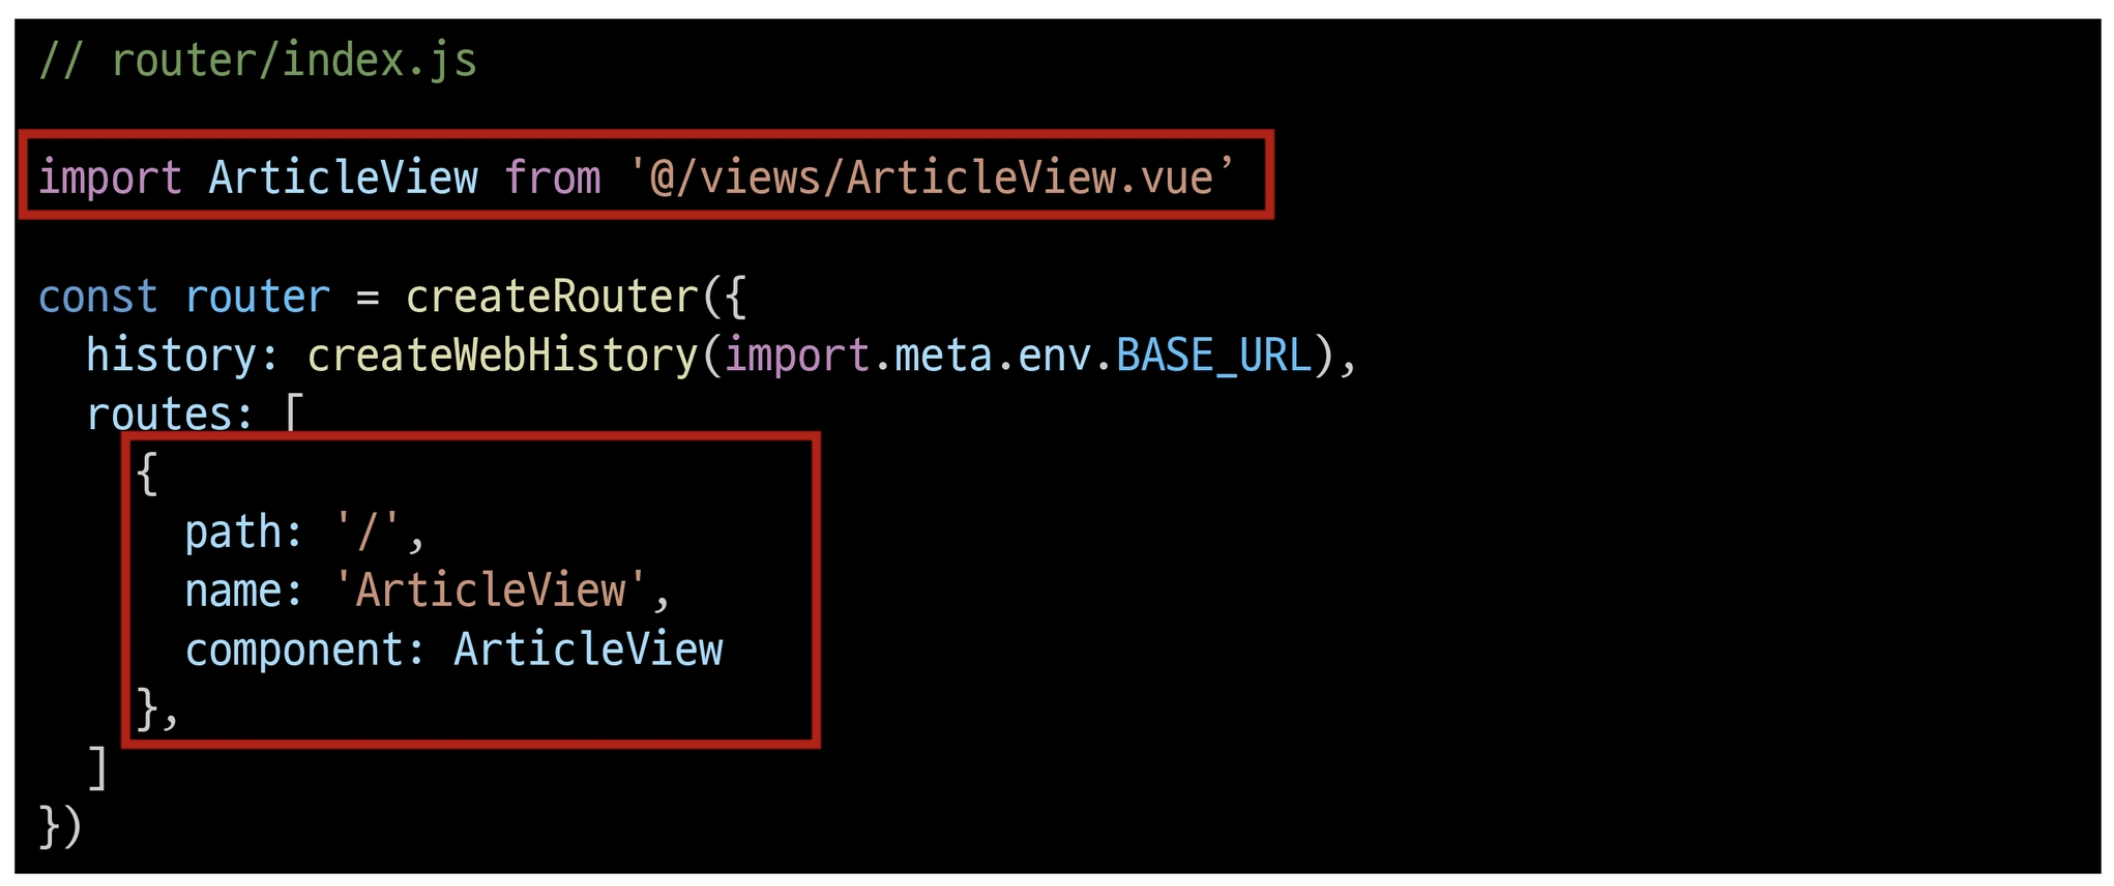 // router/index.js
import ArticleView from '@/views/ArticleView.vue’
const router = createRouter({
  history: createWebHistory(import.meta.env.BASE_URL),
  routes: [
    {
      path: '/',
      name: 'ArticleView',
      component: ArticleView
    },
  ]
})